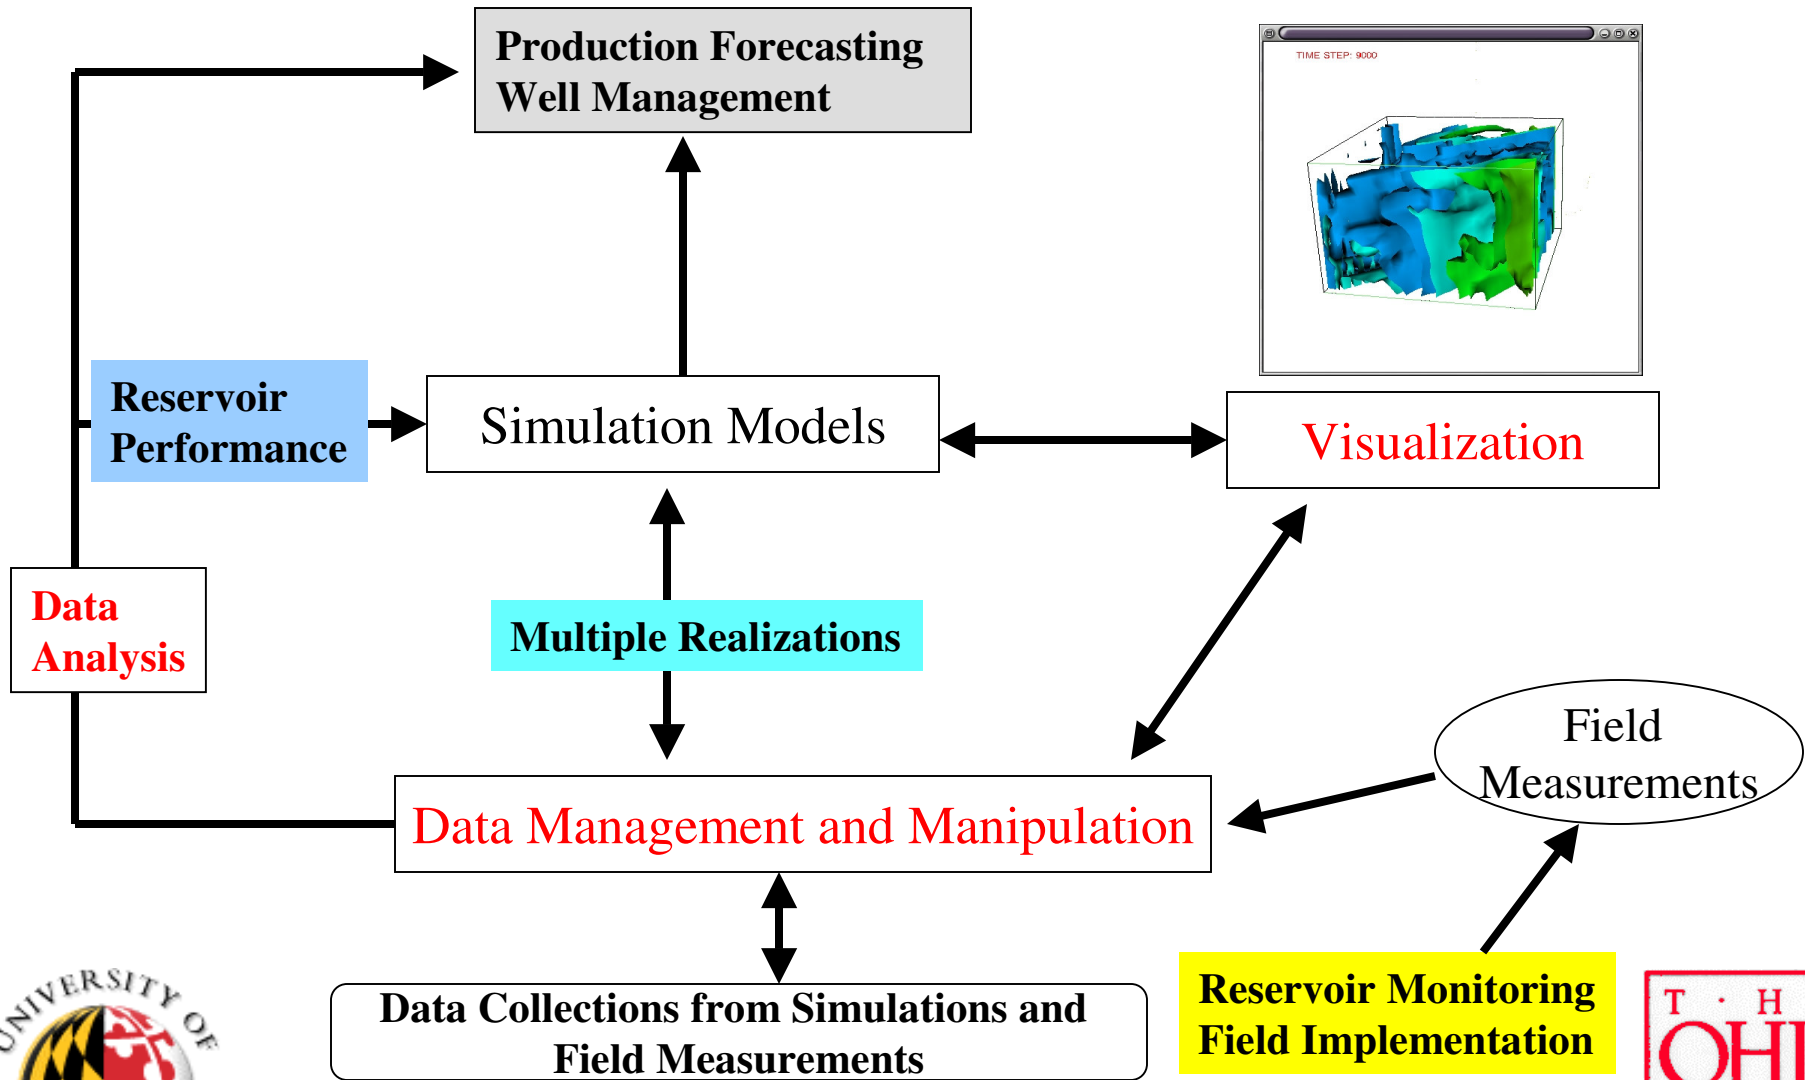 Production Forecasting
Well Management
TIME STEP: 9000
Reservoir
Performance
Simulation Models
Visualization
Data
Analysis
Multiple Realizations
Field
Measurements
Data Management and Manipulation
Data Collections from Simulations and
Field Measurements
Reservoir Monitoring
Field Implementation
UNIVERSITY OF
T · H
OHI